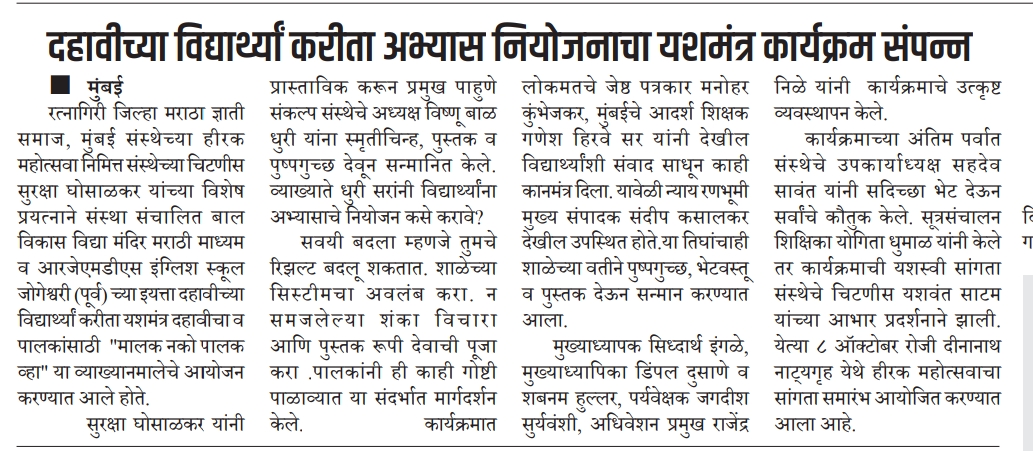 दहावीच्या विद्यार्थ्यां करीता अभ्यास नियोजनाचा यशमंत्र कार्यक्रम संपन्न
■ मुंबई
रत्नागिरी जिल्हा मराठा ज्ञाती
समाज, मुंबई संस्थेच्या हीरक
महोत्सवा निमित्त संस्थेच्या चिटणीस
सुरक्षा घोसाळकर यांच्या विशेष
प्रयत्नाने संस्था संचालित बाल
विकास विद्या मंदिर मराठी माध्यम
व आरजेएमडीएस इंग्लिश स्कूल
जोगेश्वरी (पूर्व) च्या इयत्ता दहावीच्या
विद्यार्थ्यां करीता यशमंत्र दहावीचा व
पालकांसाठी "मालक नको पालक
व्हा" या व्याख्यानमालेचे आयोजन
करण्यात आले होते.
सुरक्षा घोसाळकर यांनी
प्रास्ताविक करून प्रमुख पाहुणे
संकल्प संस्थेचे अध्यक्ष विष्णू बाळ
धुरी यांना स्मृतीचिन्ह, पुस्तक व
पुष्पगुच्छ देवून सन्मानित केले.
व्याख्याते धुरी सरांनी विद्यार्थ्यांना
अभ्यासाचे नियोजन कसे करावे?
सवयी बदला म्हणजे तुमचे
रिझल्ट बदलू शकतात. शाळेच्या
सिस्टीमचा अवलंब करा. न
समजलेल्या शंका विचारा
आणि पुस्तक रूपी देवाची पूजा
करा .पालकांनी ही काही गोष्टी
पाळाव्यात या संदर्भात मार्गदर्शन
केले. कार्यक्रमात
लोकमतचे जेष्ठ पत्रकार मनोहर
कुंभेजकर, मुंबईचे आदर्श शिक्षक
गणेश हिरवे सर यांनी देखील
विद्यार्थ्यांशी संवाद साधून काही
कानमंत्र दिला. यावेळी न्याय रणभूमी
मुख्य संपादक संदीप कसालकर
देखील उपस्थित होते.या तिघांचाही
शाळेच्या वतीने पुष्पगुच्छ, भेटवस्तू
व पुस्तक देऊन सन्मान करण्यात
आला.
मुख्याध्यापक सिध्दार्थ इंगळे,
मुख्याध्यापिका डिंपल दुसाणे व
शबनम हुल्लर, पर्यवेक्षक जगदीश
सुर्यवंशी, अधिवेशन प्रमुख राजेंद्र
निळे यांनी कार्यक्रमाचे उत्कृष्ट
व्यवस्थापन केले.
कार्यक्रमाच्या अंतिम पर्वात
संस्थेचे उपकार्याध्यक्ष सहदेव
सावंत यांनी सदिच्छा भेट देऊन
सर्वांचे कौतुक केले. सूत्रसंचालन
शिक्षिका योगिता धुमाळ यांनी केले
तर कार्यक्रमाची यशस्वी सांगता
संस्थेचे चिटणीस यशवंत साटम
यांच्या आभार प्रदर्शनाने झाली.
येत्या ८ ऑक्टोबर रोजी दीनानाथ
नाट्यगृह येथे हीरक महोत्सवाचा
सांगता समारंभ आयोजित करण्यात
आला आहे.